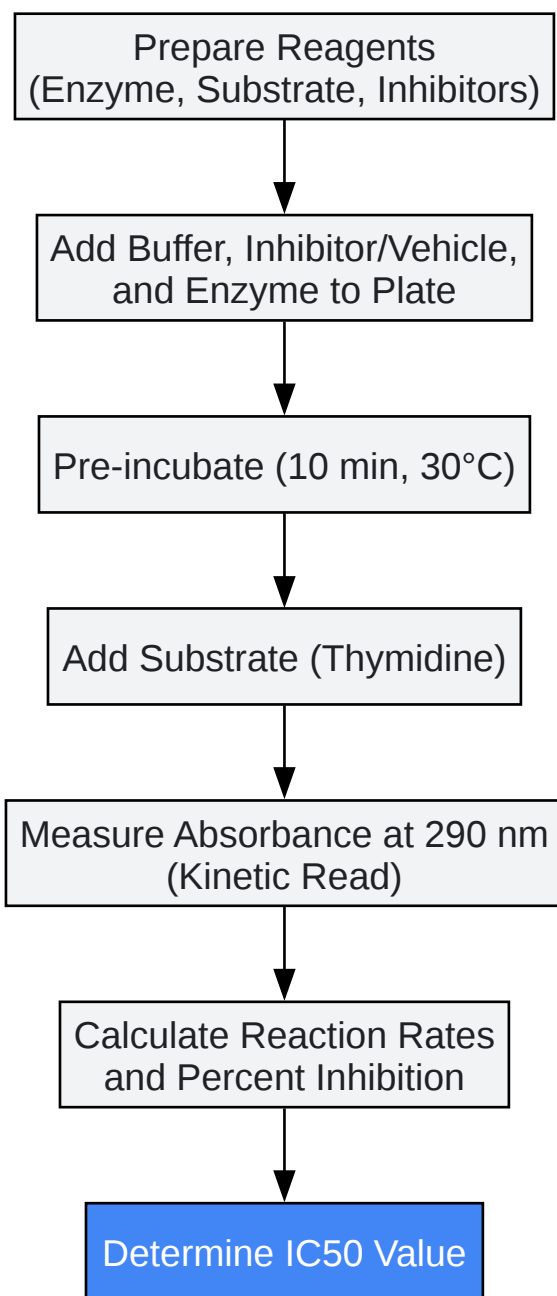 Prepare Reagents
(Enzyme, Substrate, Inhibitors)
Add Buffer, Inhibitor/Vehicle,
and Enzyme to Plate
Pre-incubate (10 min, 30°C)
Add Substrate (Thymidine)
Measure Absorbance at 290 nm
(Kinetic Read)
Calculate Reaction Rates
and Percent Inhibition
Determine IC50 Value